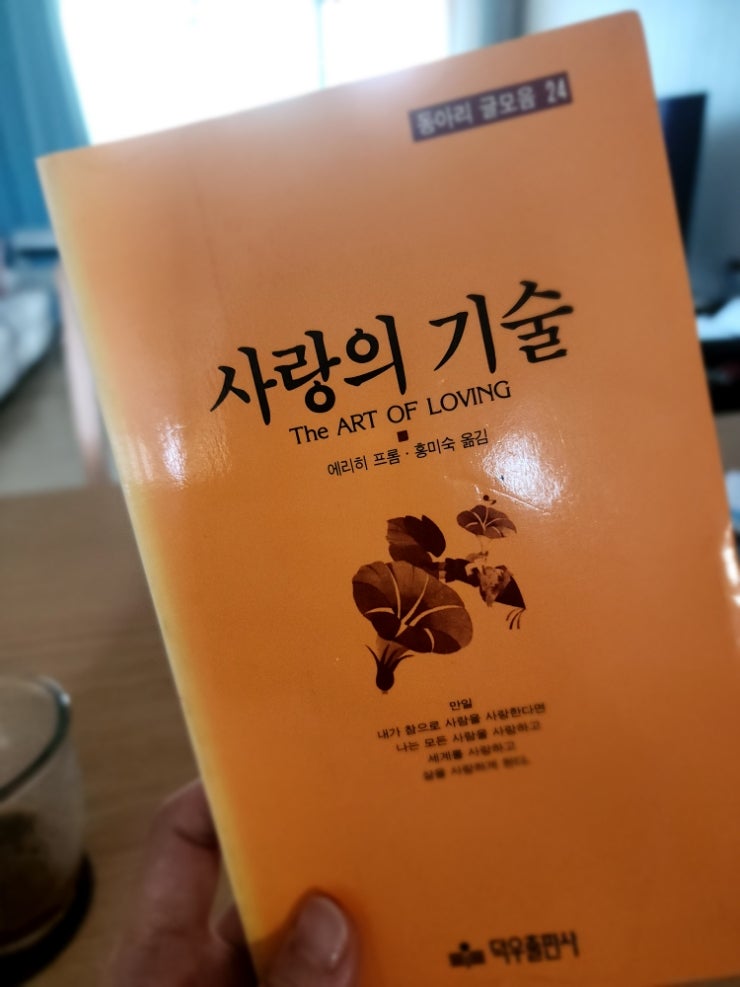 동아리 글모음 24
사랑의 기술
The ART OF LOVING
에리히 프롬 · 홍미숙 옮김
만일
내가 참으로 사람을 사랑한다면
나는 모든 사람을 사랑하고
세계를 사랑하고
삶을 사랑하게 된다.
덕우출판사